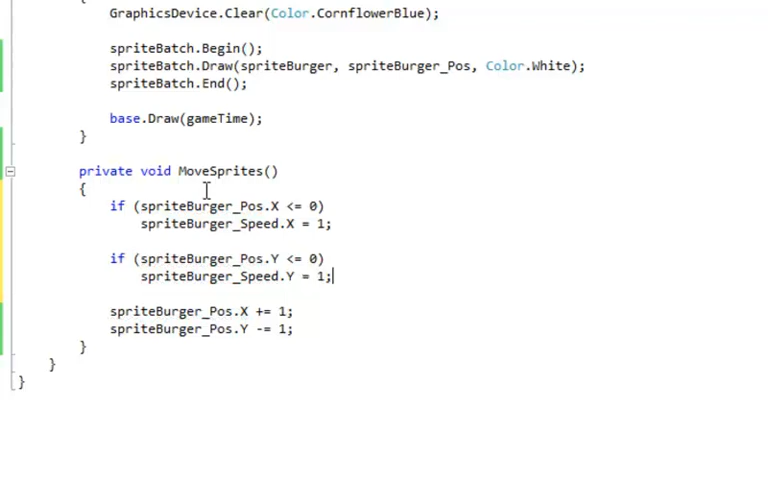 {
GraphicsDevice.Clear(Color.CornflowerBlue);
spriteBatch.Begin();
spriteBatch.Draw(spriteBurger, spriteBurger_Pos, Color.White);
spriteBatch.End();
base.Draw(gameTime);
}
private void MoveSprites()
{
if (spriteBurger_Pos.X <= 0)
spriteBurger_Speed.X = 1;
if (spriteBurger_Pos.Y <= 0)
spriteBurger_Speed.Y = 1;
spriteBurger_Pos.X += 1;
spriteBurger_Pos.Y -= 1;
}
}
}